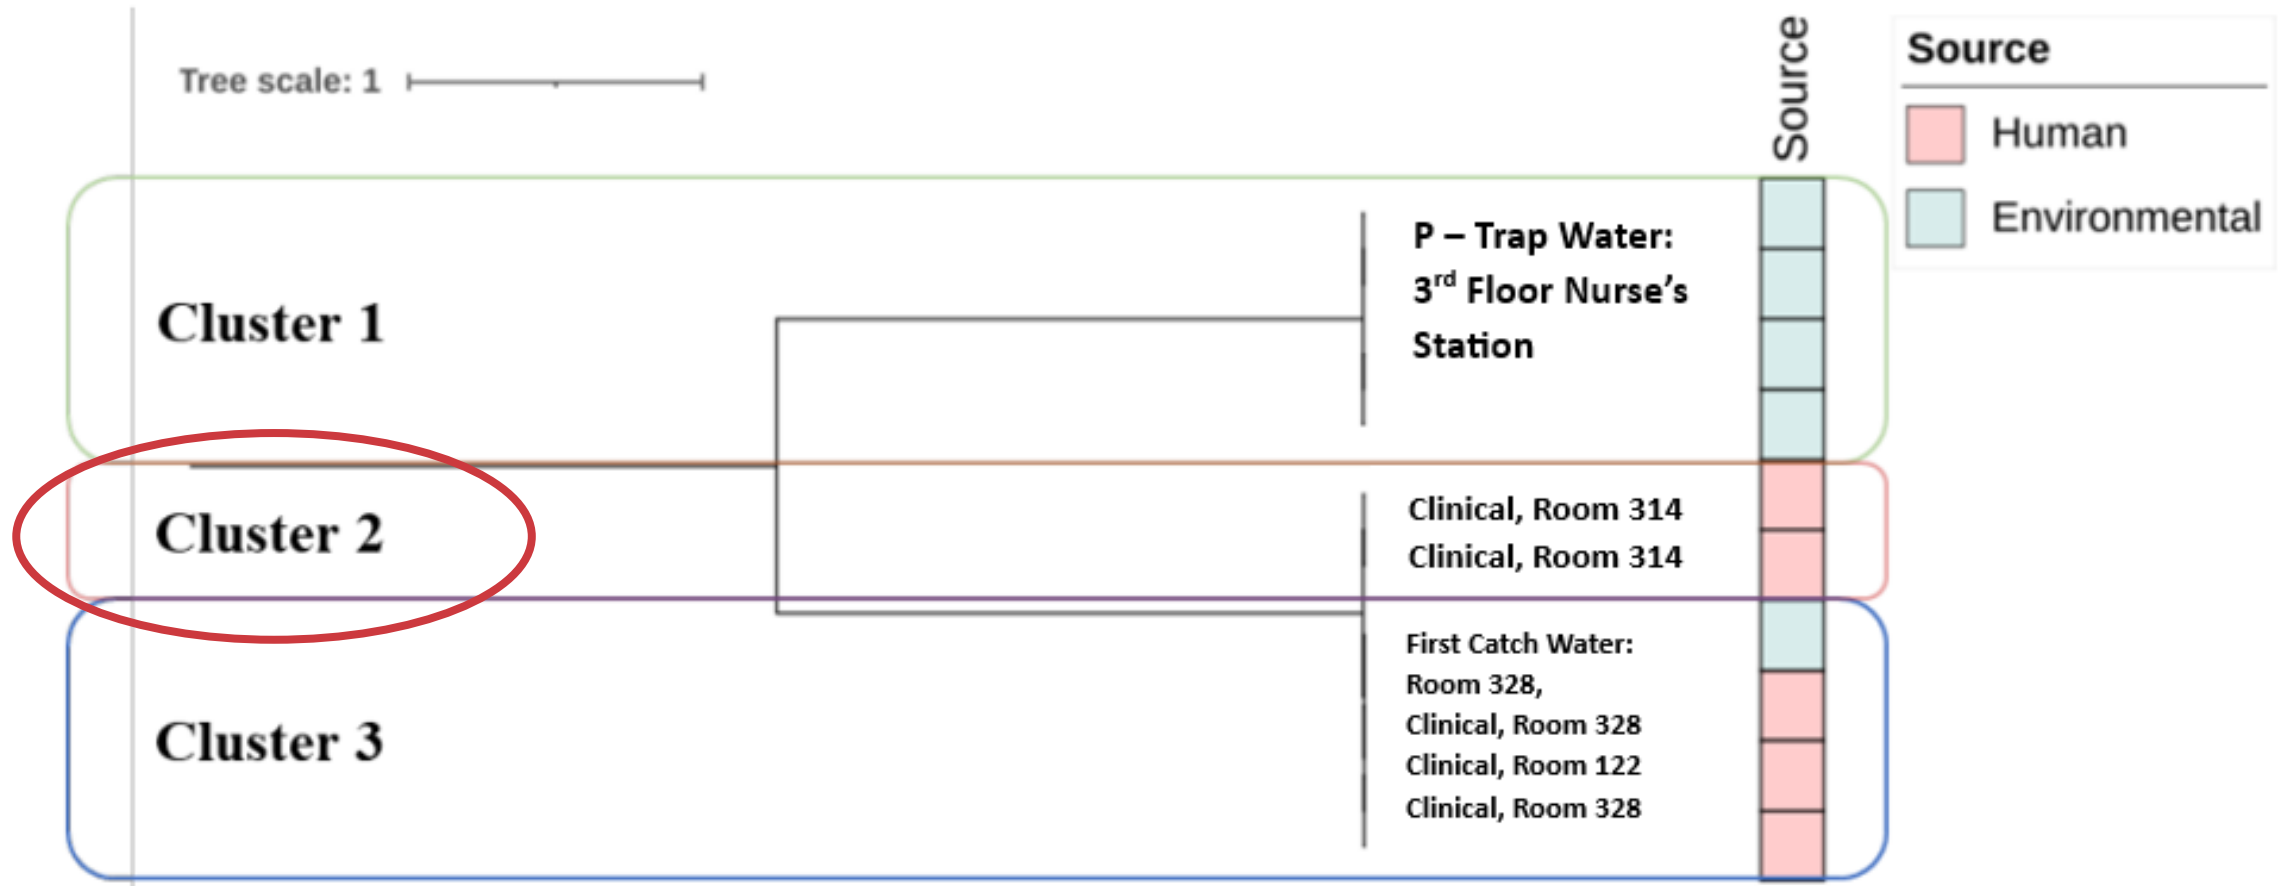 Tree scale: 1
Source
Source
Human
Environmental
Cluster 1
P – Trap Water:
3rd Floor Nurse's
Station
Cluster 2
Clinical, Room 314
Clinical, Room 314
Cluster 3
First Catch Water:
Room 328,
Clinical, Room 328
Clinical, Room 122
Clinical, Room 328